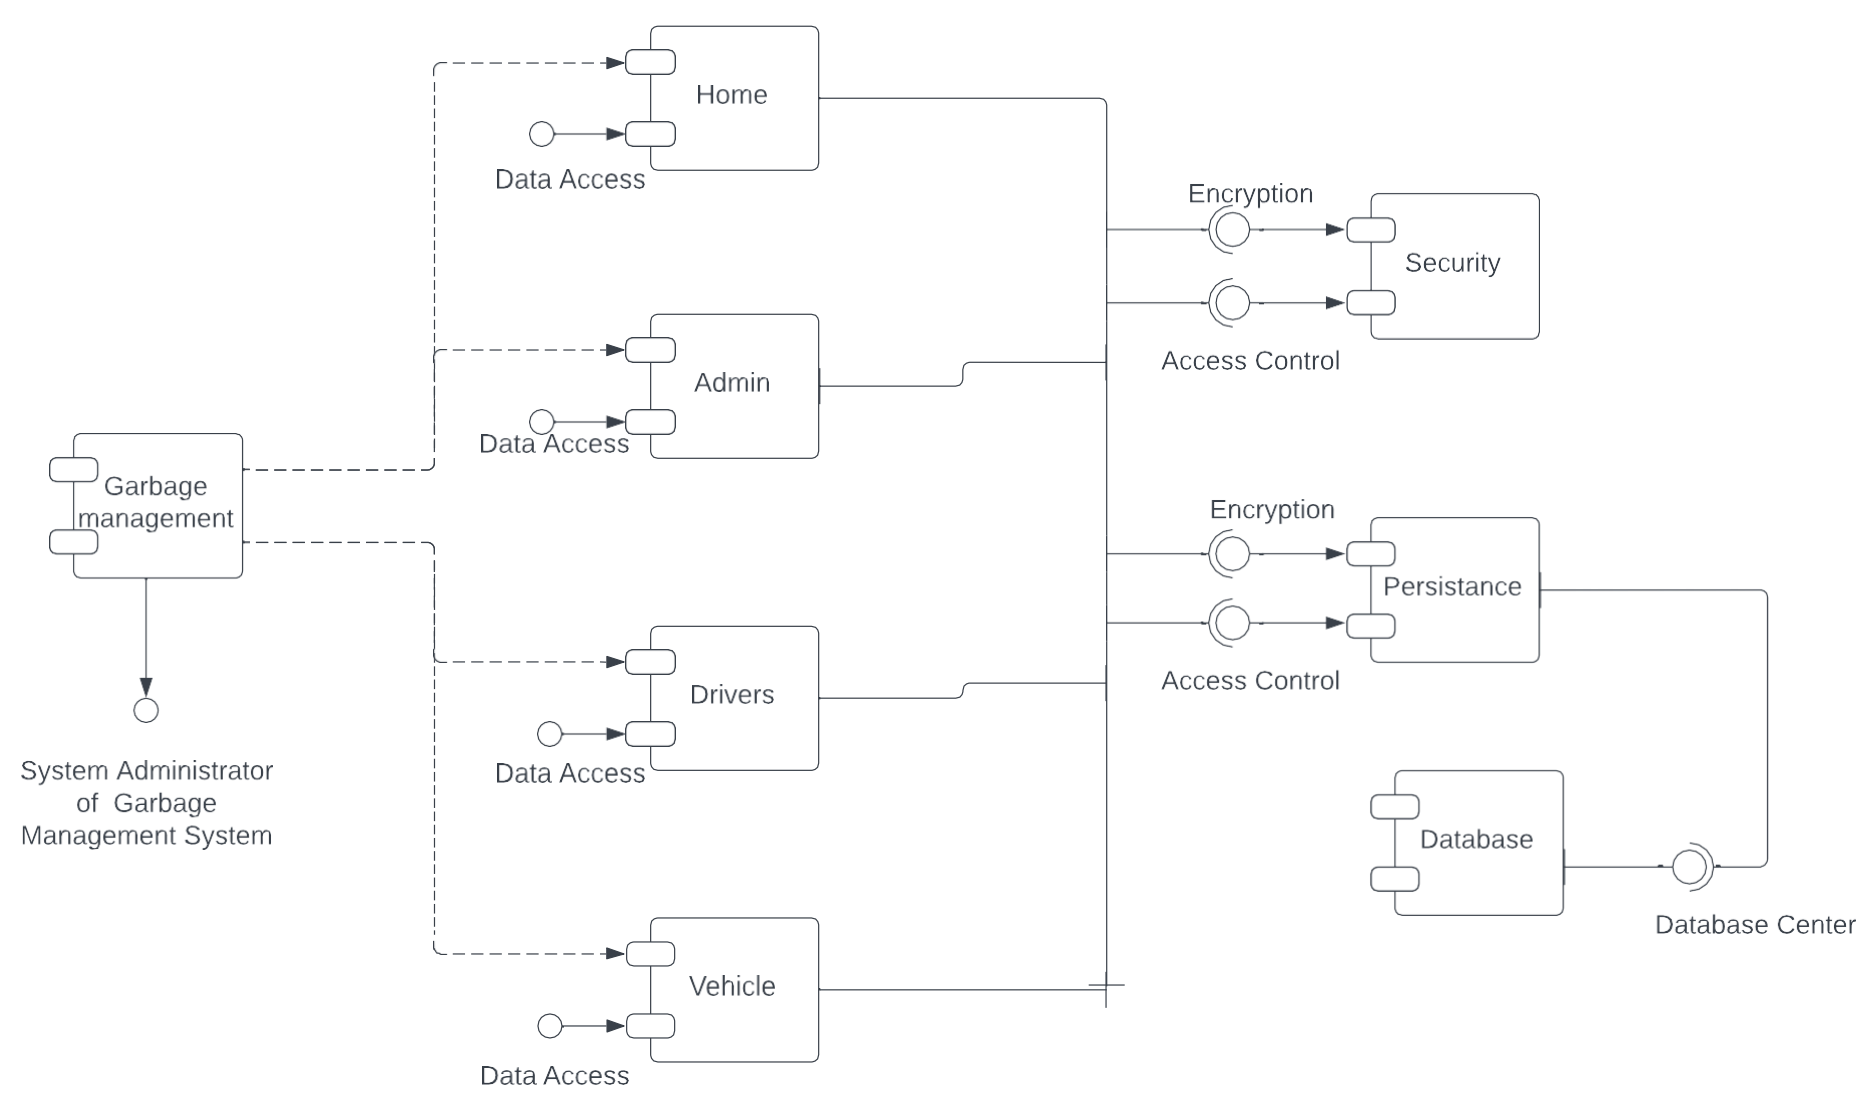 Home
Data Access
Encryption
Security
Access Control
Admin
Data Access
Garbage
management
Encryption
Persistance
Access Control
Drivers
Data Access
System Administrator
of  Garbage
Management System
Database
Database Center
Vehicle
Data Access